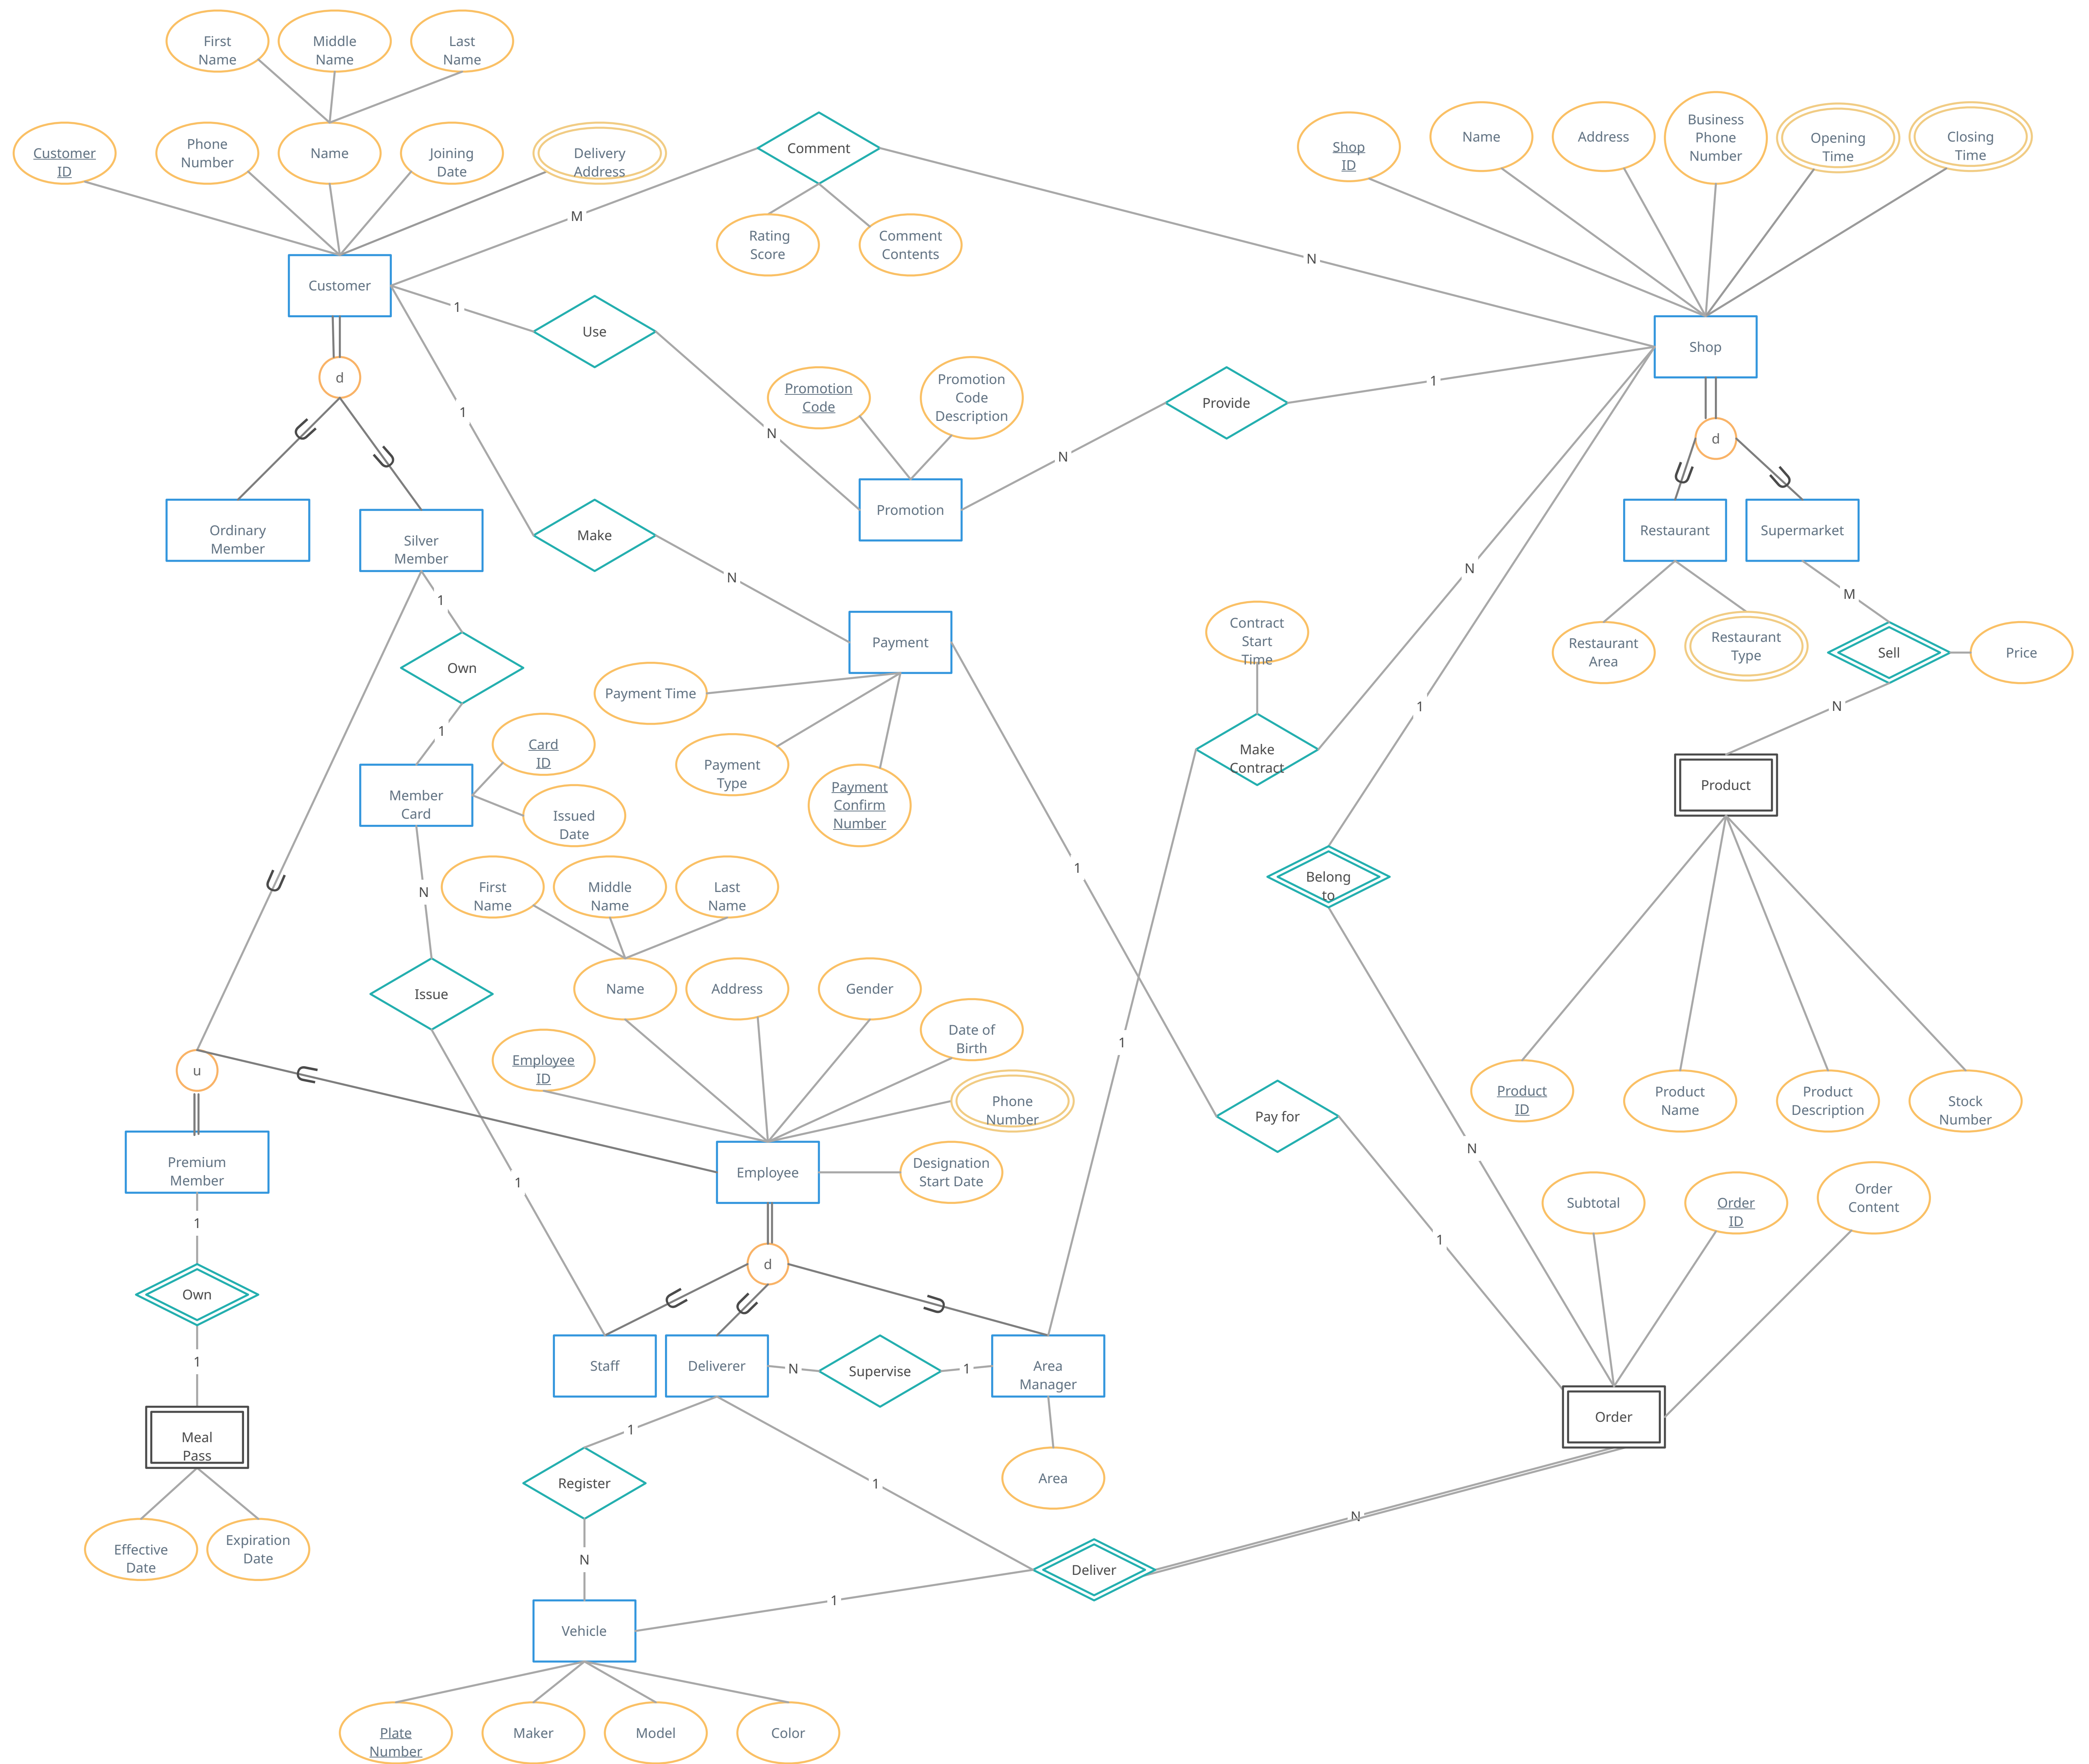 First
Name
Middle
Name
Last
Name
Customer
ID
Phone
Number
Name
Joining
Date
Delivery
Address
Comment
Shop
ID
Name
Address
Business
Phone
Number
Opening
Time
Closing
Time
M
Rating
Score
Comment
Contents
N
Customer
1
Use
Shop
d
Promotion
Code
Promotion
Code
Description
Provide
1
1
N
N
d
Ordinary
Member
Silver
Member
Make
Promotion
Restaurant
Supermarket
N
N
M
1
Own
Payment
Contract
Start
Time
Restaurant
Area
Restaurant
Type
Sell
Price
Payment Time
1
N
1
Card
ID
Payment
Type
Make
Contract
Member
Card
Issued
Date
Payment
Confirm
Number
Product
N
First
Name
Middle
Name
Last
Name
1
Belong
to
Issue
Name
Address
Gender
Date of
Birth
1
u
Employee
ID
Phone
Number
Pay for
Product
ID
Product
Name
Product
Description
Stock
Number
Premium
Member
Employee
Designation
Start Date
N
1
1
Subtotal
Order
ID
Order
Content
1
Own
d
1
Staff
Deliverer
N
Supervise
1
Area
Manager
Order
Meal
Pass
1
Register
Area
1
N
Effective
Date
Expiration
Date
N
Deliver
1
Vehicle
Plate
Number
Maker
Model
Color